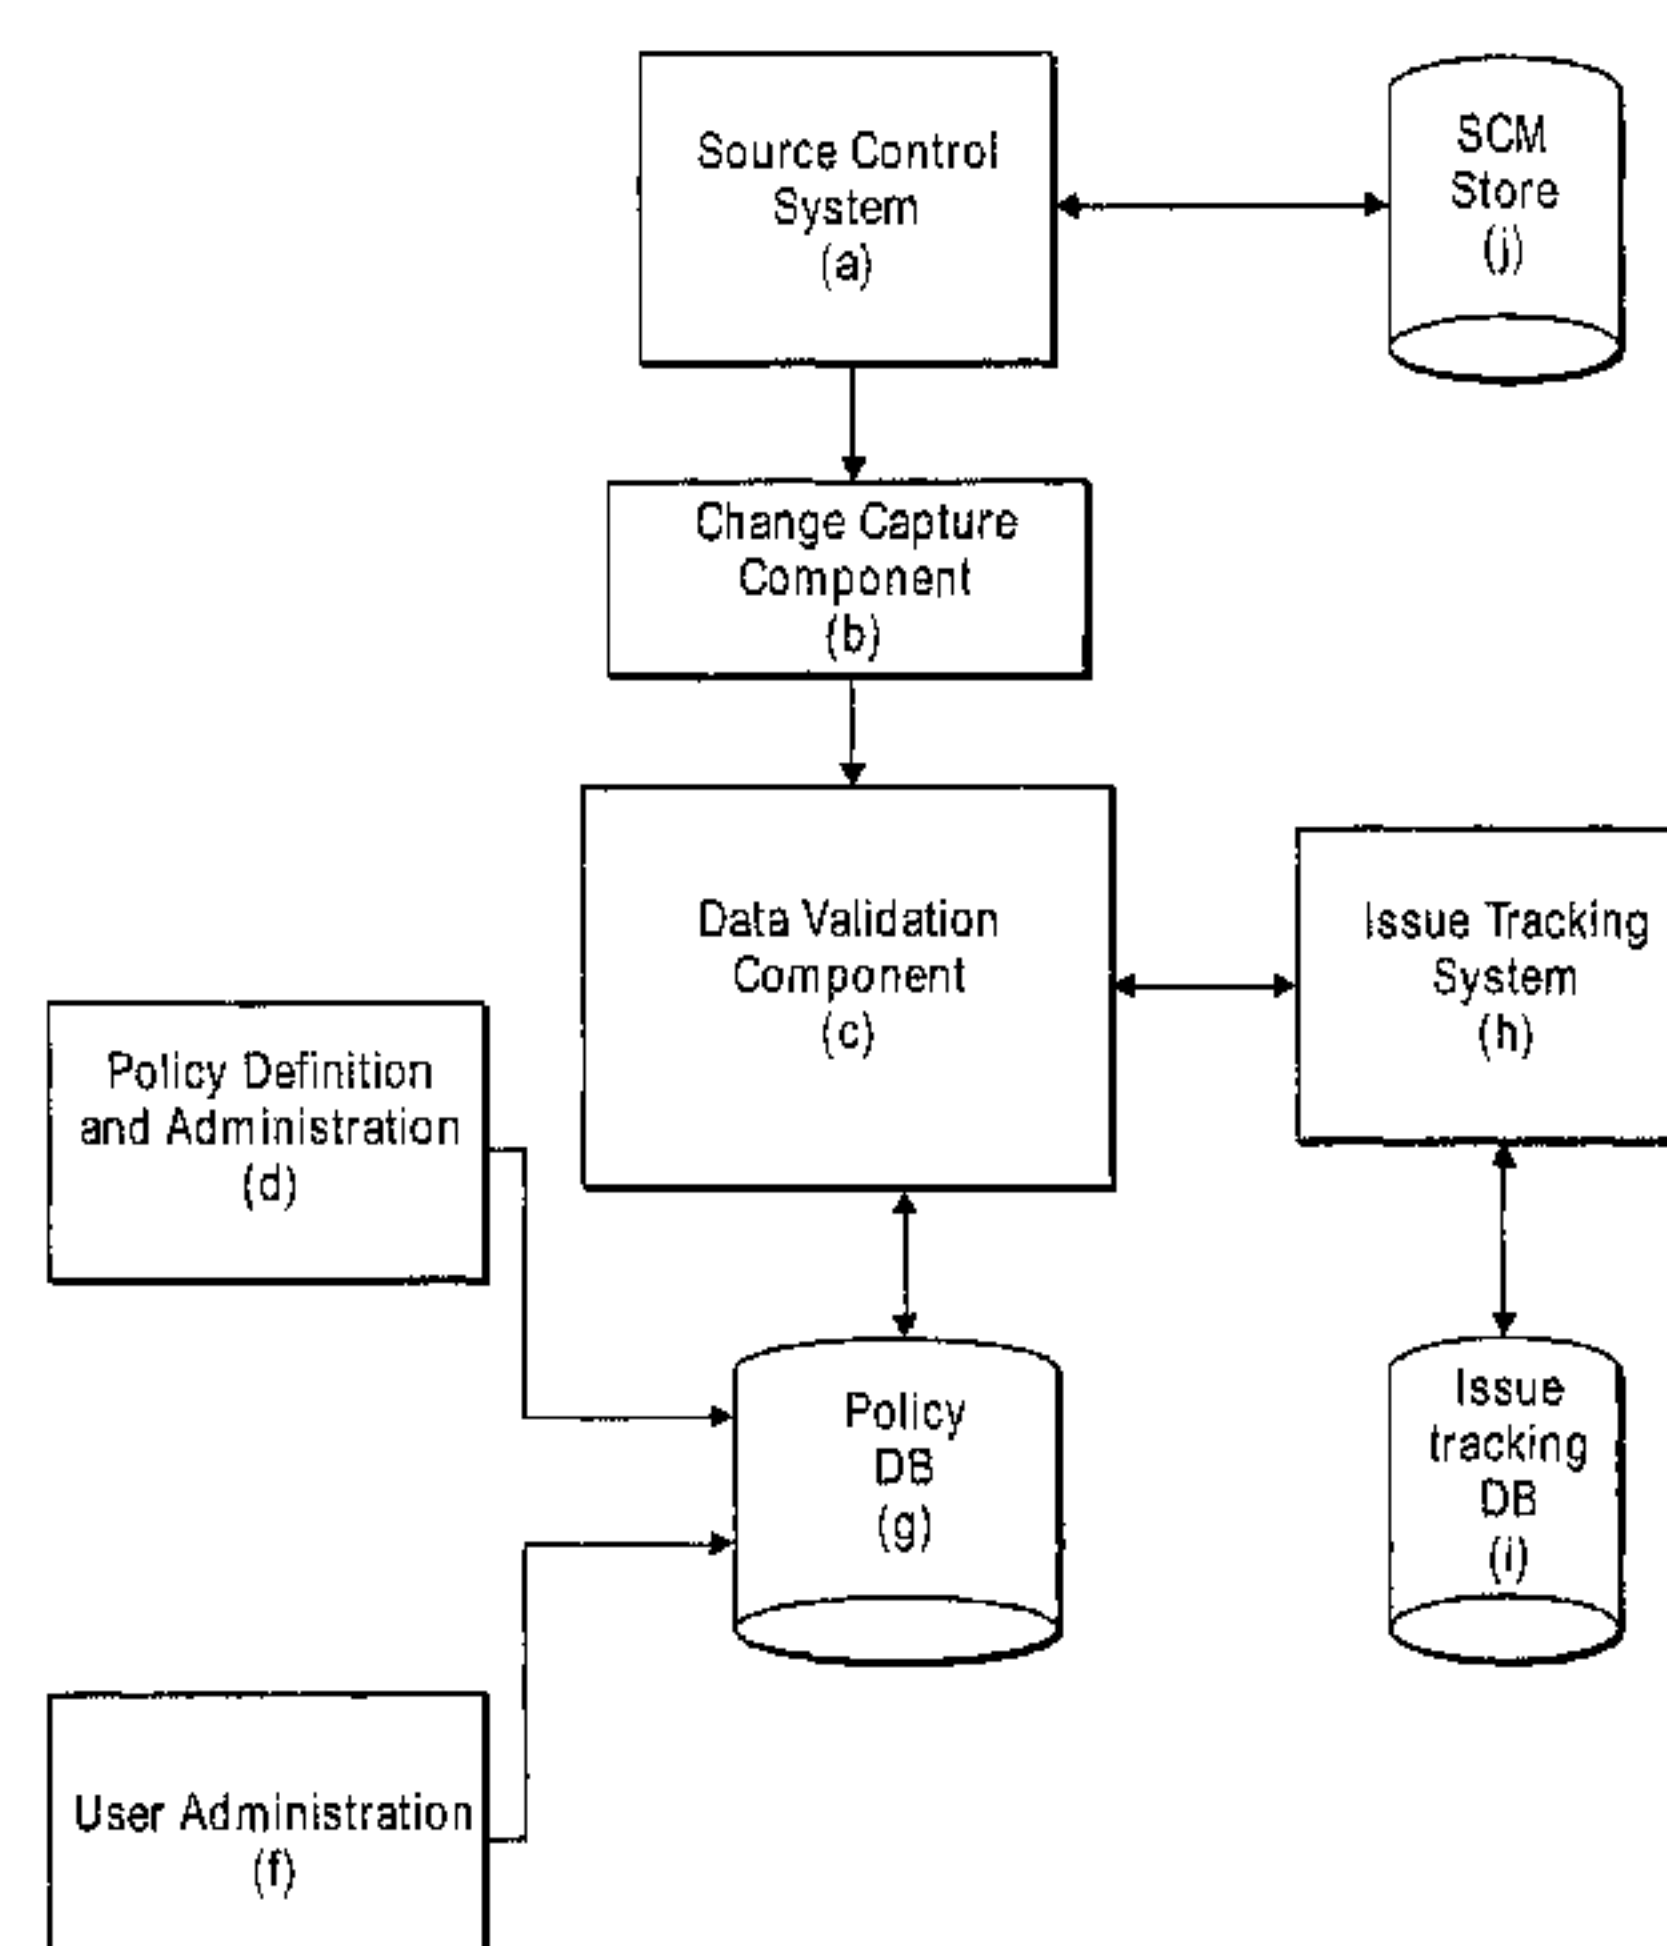 Source Control
System
(a)
SCM
Store
(j)
Change Capture
Component
(b)
Data Validation
Component
(c)
Issue Tracking
System
(h)
Policy Definition
and Administration
(d)
Policy
DB
(g)
Issue
tracking
DB
(i)
User Administration
(f)